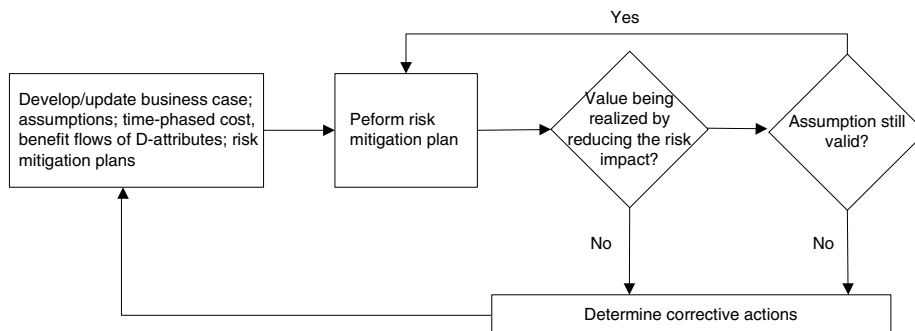 Yes
Develop/update business case;
assumptions; time-phased cost,
benefit flows of D-attributes; risk
mitigation plans
Peform risk
mitigation plan
Value being
realized by
reducing the risk
impact?
Assumption still
valid?
No
No
Determine corrective actions